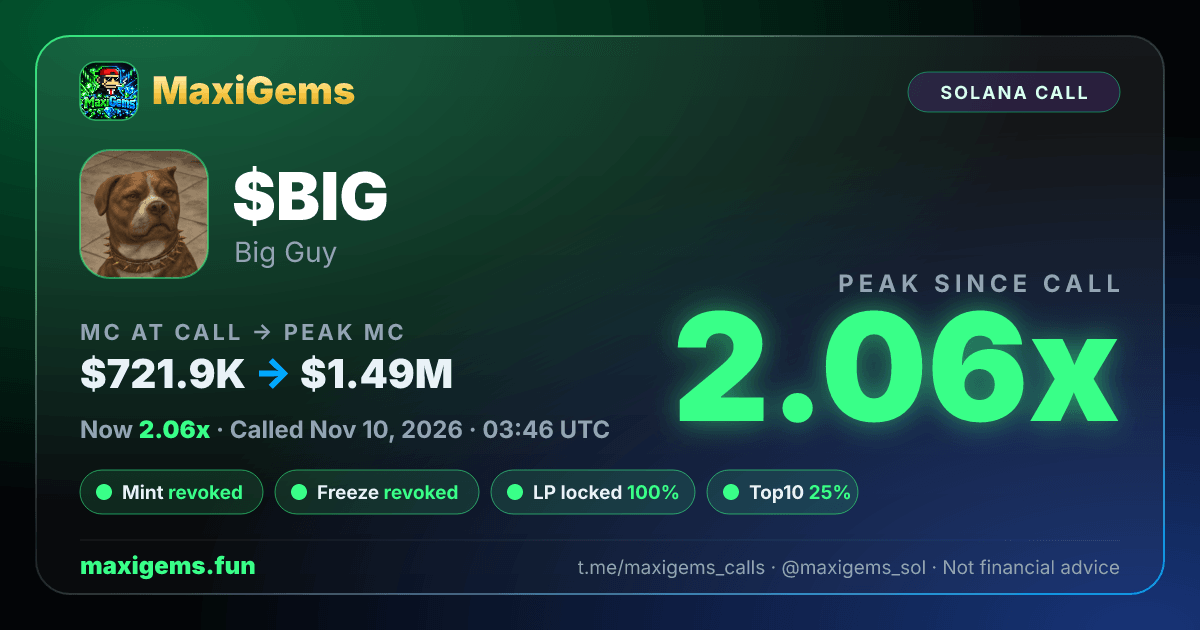 MaxiGems
MaxiGems
SOLANA CALL
$BIG
Big Guy
PEAK SINCE CALL
2.06x
MC AT CALL → PEAK MC
$721.9K → $1.49M
Now 2.06x · Called Nov 10, 2026 · 03:46 UTC
Mint revoked
Freeze revoked
LP locked 100%
Top10 25%
maxigems.fun
t.me/maxigems_calls · @maxigems_sol · Not financial advice